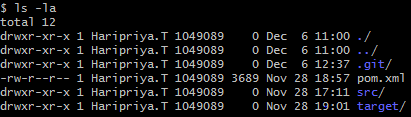 $ ls -la
total 12
drwxr-xr-x 1 Haripriya.T 1049089    0 Dec  6 11:00 ./
drwxr-xr-x 1 Haripriya.T 1049089    0 Dec  6 11:00 ../
drwxr-xr-x 1 Haripriya.T 1049089    0 Dec  6 12:37 .git/
-rw-r--r-- 1 Haripriya.T 1049089 3689 Nov 28 18:57 pom.xml
drwxr-xr-x 1 Haripriya.T 1049089    0 Nov 28 17:11 src/
drwxr-xr-x 1 Haripriya.T 1049089    0 Nov 28 19:01 target/